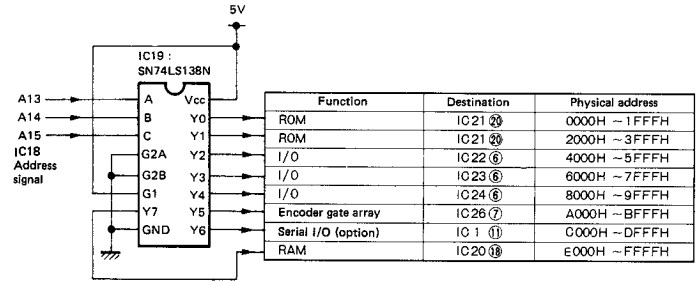 5V
IC19 :
SN74LS138N
A13
A14
A15
IC18
Address
signal
A Vcc
B Y0
C Y1
G2A Y2
G2B Y3
G1 Y4
Y7 Y5
GND Y6
Function Destination Physical address
ROM IC21 ⑳ 0000H ~1FFFH
ROM IC21 ⑳ 2000H ~3FFFH
I/O IC22 ⑥ 4000H ~5FFFH
I/O IC23 ⑥ 6000H ~7FFFH
I/O IC24 ⑥ 8000H ~9FFFH
Encoder gate array IC26 ⑦ A000H ~BFFFH
Serial I/O (option) IC 1 ⑪ C000H ~DFFFH
RAM IC20 ⑱ E000H ~FFFFH